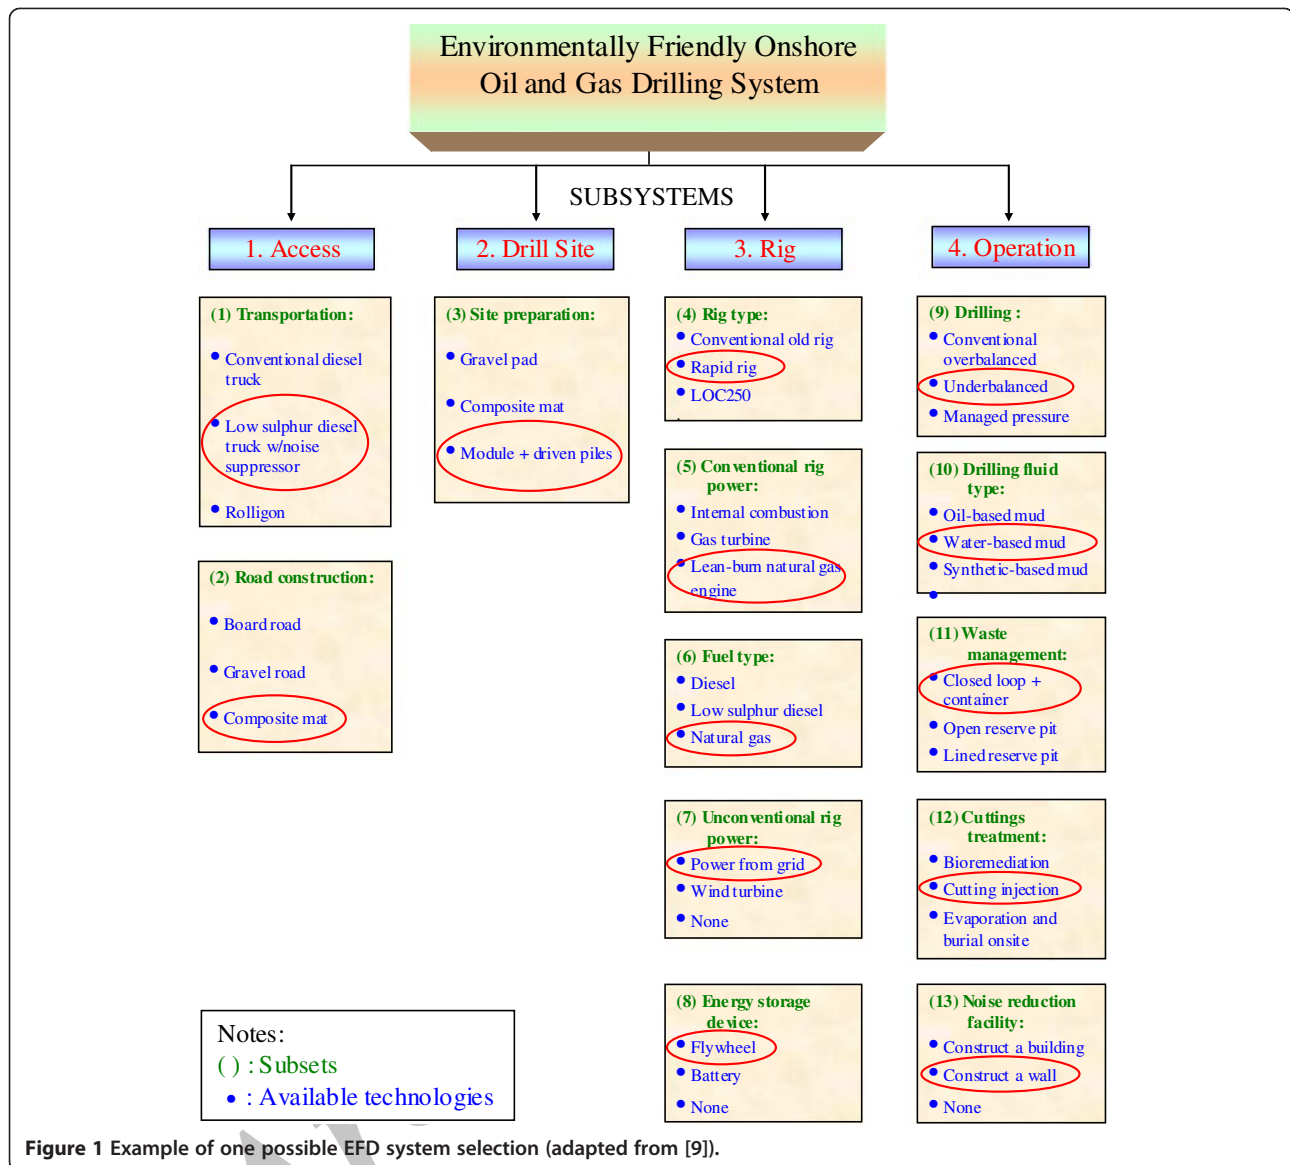 Environmentally Friendly Onshore
Oil and Gas Drilling System
SUBSYSTEMS
1. Access
2. Drill Site
3. Rig
4. Operation
(1) Transportation:
• Conventional diesel
truck
• Low sulphur diesel
truck w/noise
suppressor
• Rolligon
(2) Road construction:
• Board road
• Gravel road
• Composite mat
(3) Site preparation:
• Gravel pad
• Composite mat
• Module + driven piles
(4) Rig type:
• Conventional old rig
• Rapid rig
• LOC250
(5) Conventional rig
power:
• Internal combustion
• Gas turbine
• Lean-burn natural gas
engine
(6) Fuel type:
• Diesel
• Low sulphur diesel
• Natural gas
(7) Unconventional rig
power:
• Power from grid
• Wind turbine
• None
(8) Energy storage
device:
• Flywheel
• Battery
• None
(9) Drilling :
• Conventional
overbalanced
• Underbalanced
• Managed pressure
(10) Drilling fluid
type:
• Oil-based mud
• Water-based mud
• Synthetic-based mud
•
(11) Waste
management:
• Closed loop +
container
• Open reserve pit
• Lined reserve pit
(12) Cuttings
treatment:
• Bioremediation
• Cutting injection
• Evaporation and
burial onsite
(13) Noise reduction
facility:
• Construct a building
• Construct a wall
• None
Notes:
( ) : Subsets
• : Available technologies
Figure 1 Example of one possible EFD system selection (adapted from [9]).